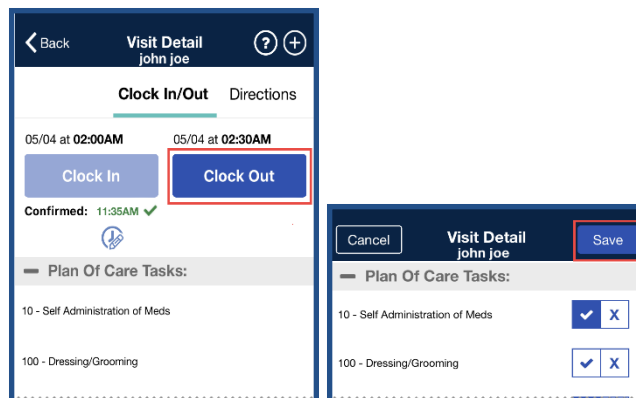 Back
Visit Detail
john joe
?
Clock In/Out
Directions
05/04 at 02:00AM
05/04 at 02:30AM
Clock In
Clock Out
Confirmed: 11:35AM
Plan Of Care Tasks:
10 - Self Administration of Meds
100 - Dressing/Grooming
Cancel
Visit Detail
john joe
Save
Plan Of Care Tasks:
10 - Self Administration of Meds
X
100 - Dressing/Grooming
X